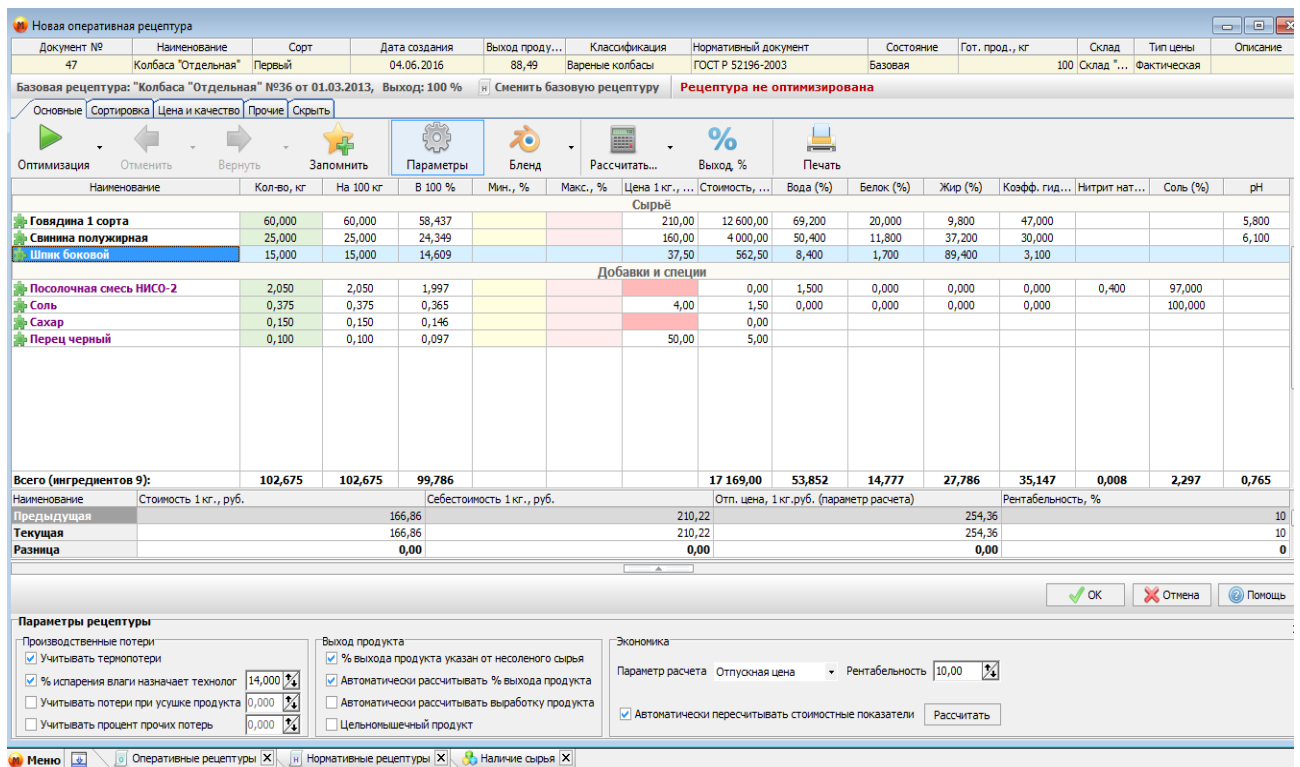 Новая оперативная рецептура
Документ № Наименование Сорт Дата создания Выход проду... Классификация Нормативный документ Состояние Гот. прод., кг Склад Тип цены Описание
47 Колбаса "Отдельная" Первый 04.06.2016 88,49 Вареные колбасы ГОСТ Р 52196-2003 Базовая 100 Склад "... Фактическая
Базовая рецептура: "Колбаса "Отдельная" №36 от 01.03.2013, Выход: 100 % Н Сменить базовую рецептуру Рецептура не оптимизирована
Основные Сортировка Цена и качество Прочие Скрыть
Оптимизация Отменить Вернуть Запомнить Параметры Бленд Рассчитать... Выход, % Печать
Наименование Кол-во, кг На 100 кг В 100 % Мин., % Макс., % Цена 1 кг., ... Стоимость, ... Вода (%) Белок (%) Жир (%) Коэфф. гид... Нитрит нат... Соль (%) pH
Сырьё
Говядина 1 сорта 60,000 60,000 58,437 210,00 12 600,00 69,200 20,000 9,800 47,000 5,800
Свинина полужирная 25,000 25,000 24,349 160,00 4 000,00 50,400 11,800 37,200 30,000 6,100
Шпик боковой 15,000 15,000 14,609 37,50 562,50 8,400 1,700 89,400 3,100
Добавки и специи
Посолочная смесь НИСО-2 2,050 2,050 1,997 0,00 1,500 0,000 0,000 0,000 0,400 97,000
Соль 0,375 0,375 0,365 4,00 1,50 0,000 0,000 0,000 0,000 100,000
Сахар 0,150 0,150 0,146 0,00
Перец черный 0,100 0,100 0,097 50,00 5,00
Всего (ингредиентов 9): 102,675 102,675 99,786 17 169,00 53,852 14,777 27,786 35,147 0,008 2,297 0,765
Наименование Стоимость 1 кг., руб. Себестоимость 1 кг., руб. Отп. цена, 1 кг.руб. (параметр расчета) Рентабельность, %
Предыдущая 166,86 210,22 254,36 10
Текущая 166,86 210,22 254,36 10
Разница 0,00 0,00 0,00 0
OK Отмена Помощь
Параметры рецептуры
Производственные потери Выход продукта Экономика
Учитывать термопотери % выхода продукта указан от несоленого сырья
Параметр расчета Отпускная цена Рентабельность 10,00
% испарения влаги назначает технолог 14,000 Автоматически рассчитывать % выхода продукта
Учитывать потери при усушке продукта 0,000 Автоматически рассчитывать выработку продукта
Автоматически пересчитывать стоимостные показатели Рассчитать
Учитывать процент прочих потерь 0,000 Цельномышечный продукт
Меню Оперативные рецептуры Н Нормативные рецептуры Наличие сырья